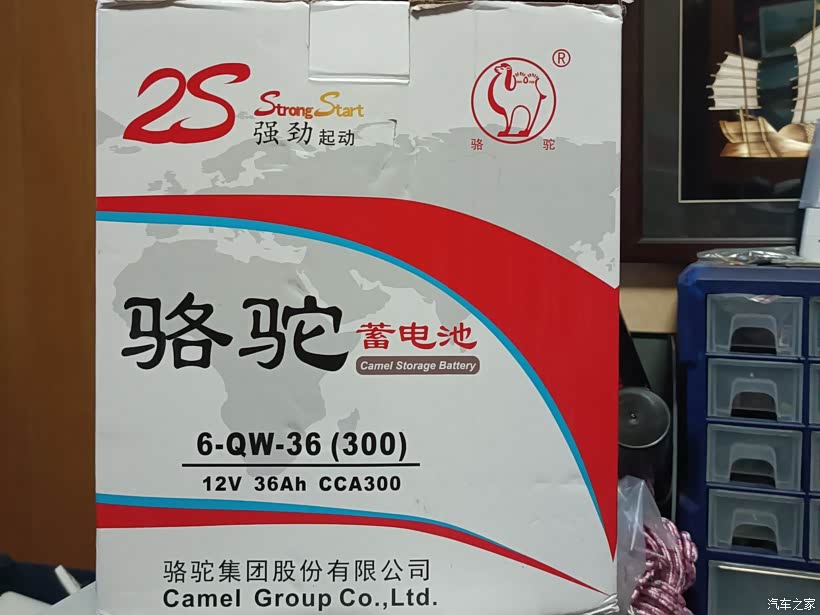 2S Strong Start
强劲起动
®
骆 驼
骆驼 蓄电池
Camel Storage Battery
6-QW-36 (300)
12V 36Ah CCA300
骆驼集团股份有限公司
Camel Group Co.,Ltd.
汽车之家